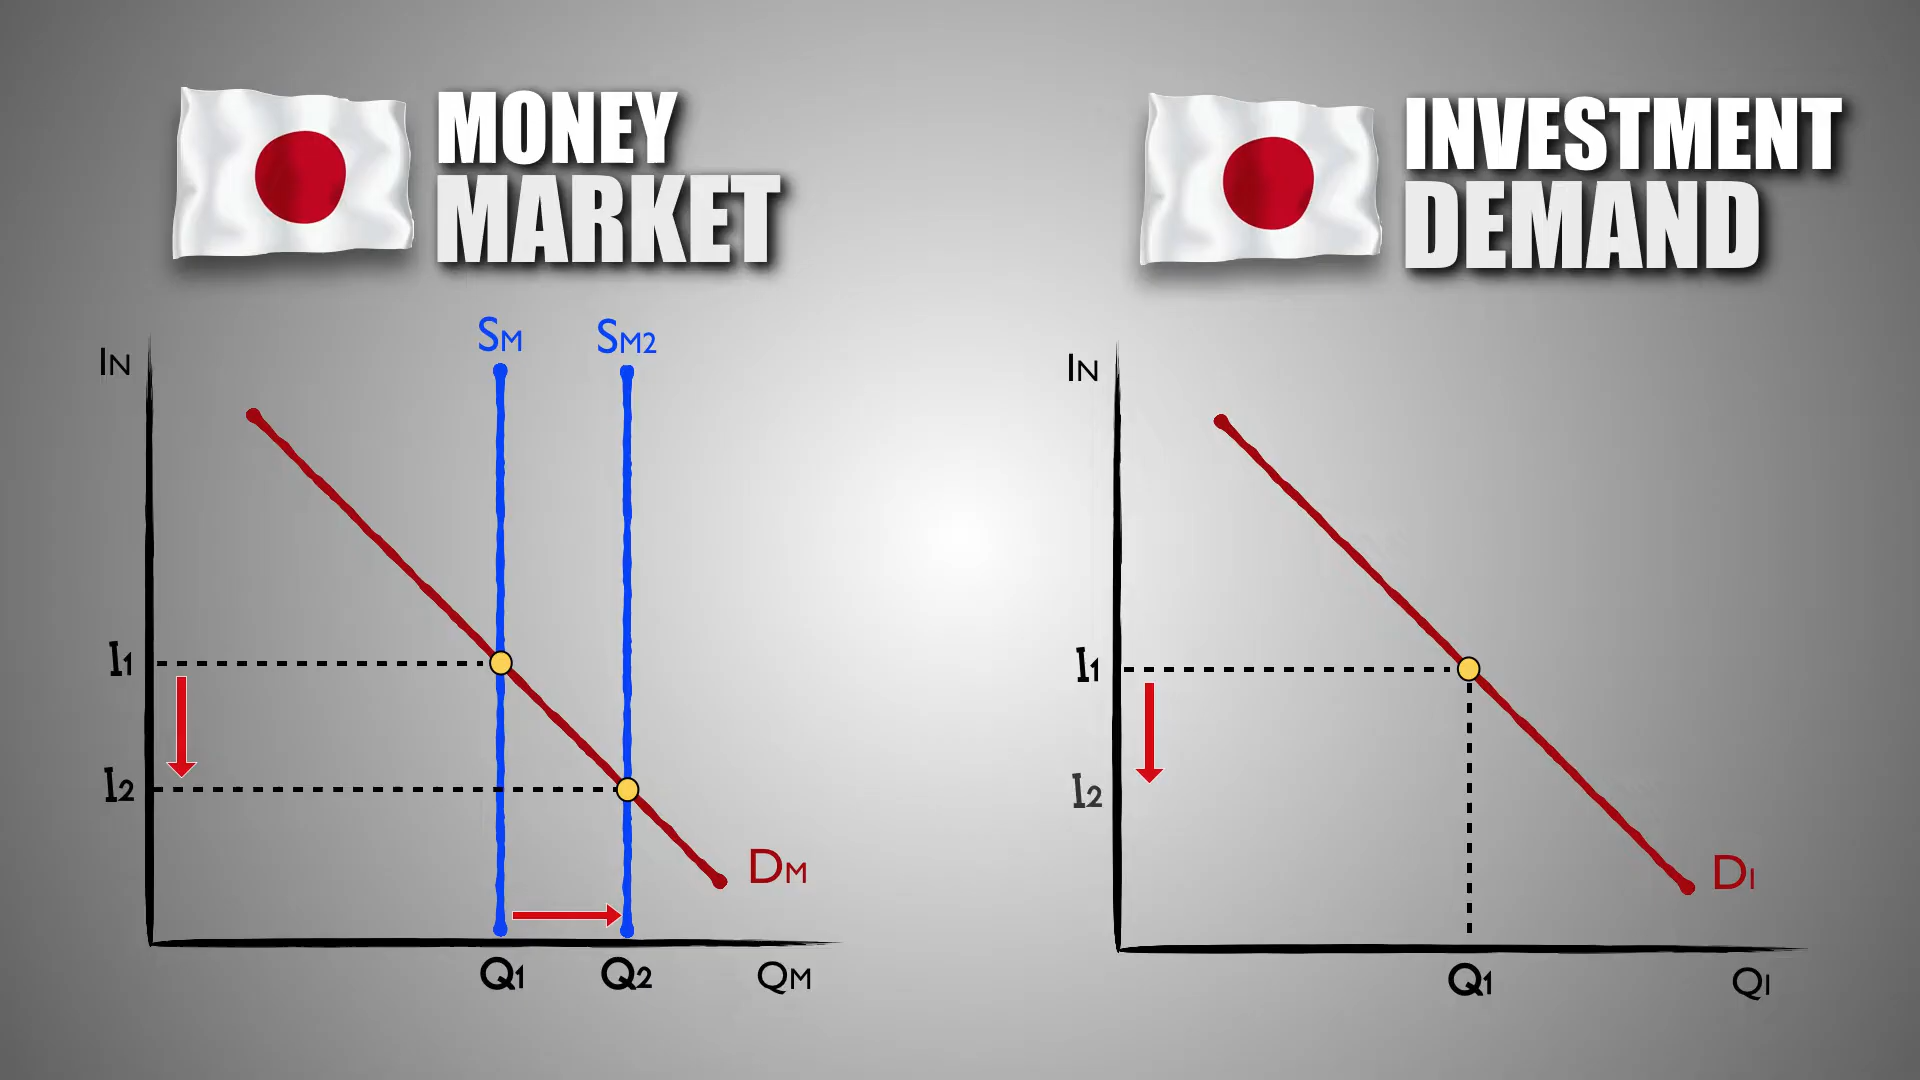 MONEY
MARKET
SM
SM2
IN
I1
I2
DM
Q1
Q2
QM
INVESTMENT
DEMAND
IN
I1
I2
DI
Q1
QI